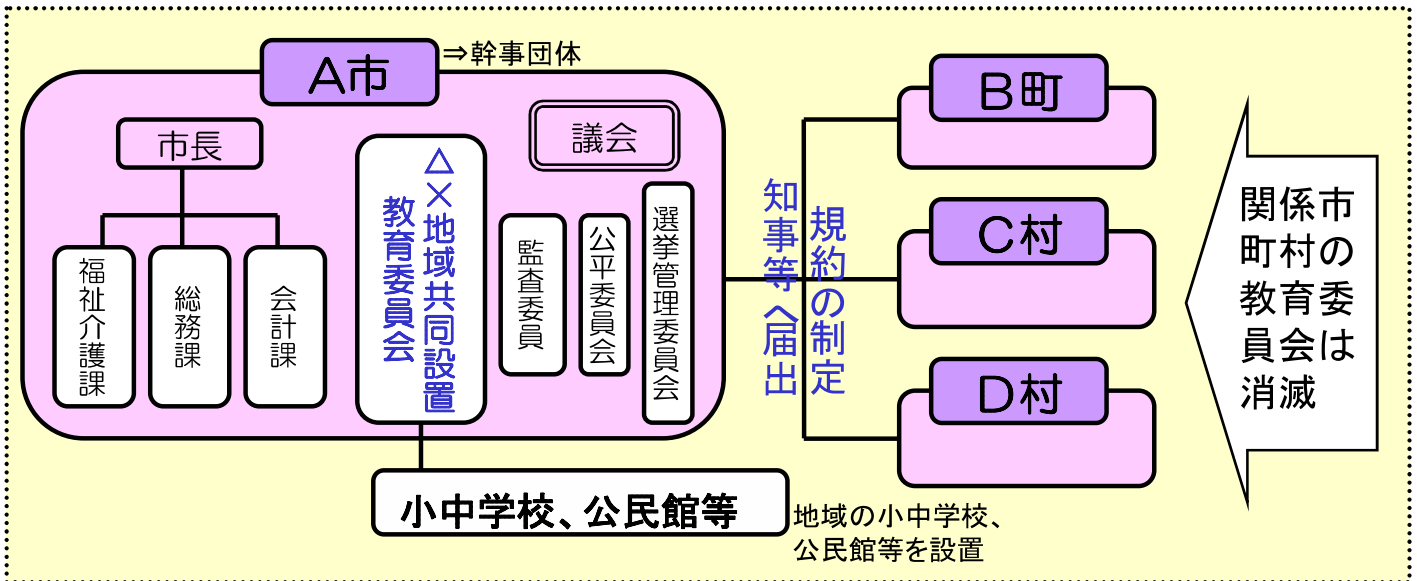 A市
⇒幹事団体
市長
福祉介護課
総務課
会計課
△×地域共同設置
教育委員会
議会
監査委員
公平委員会
選挙管理委員会
小中学校、公民館等
地域の小中学校、
公民館等を設置
規約の制定
知事等へ届出
B町
C村
D村
関係市
町村の
教育委
員会は
消滅